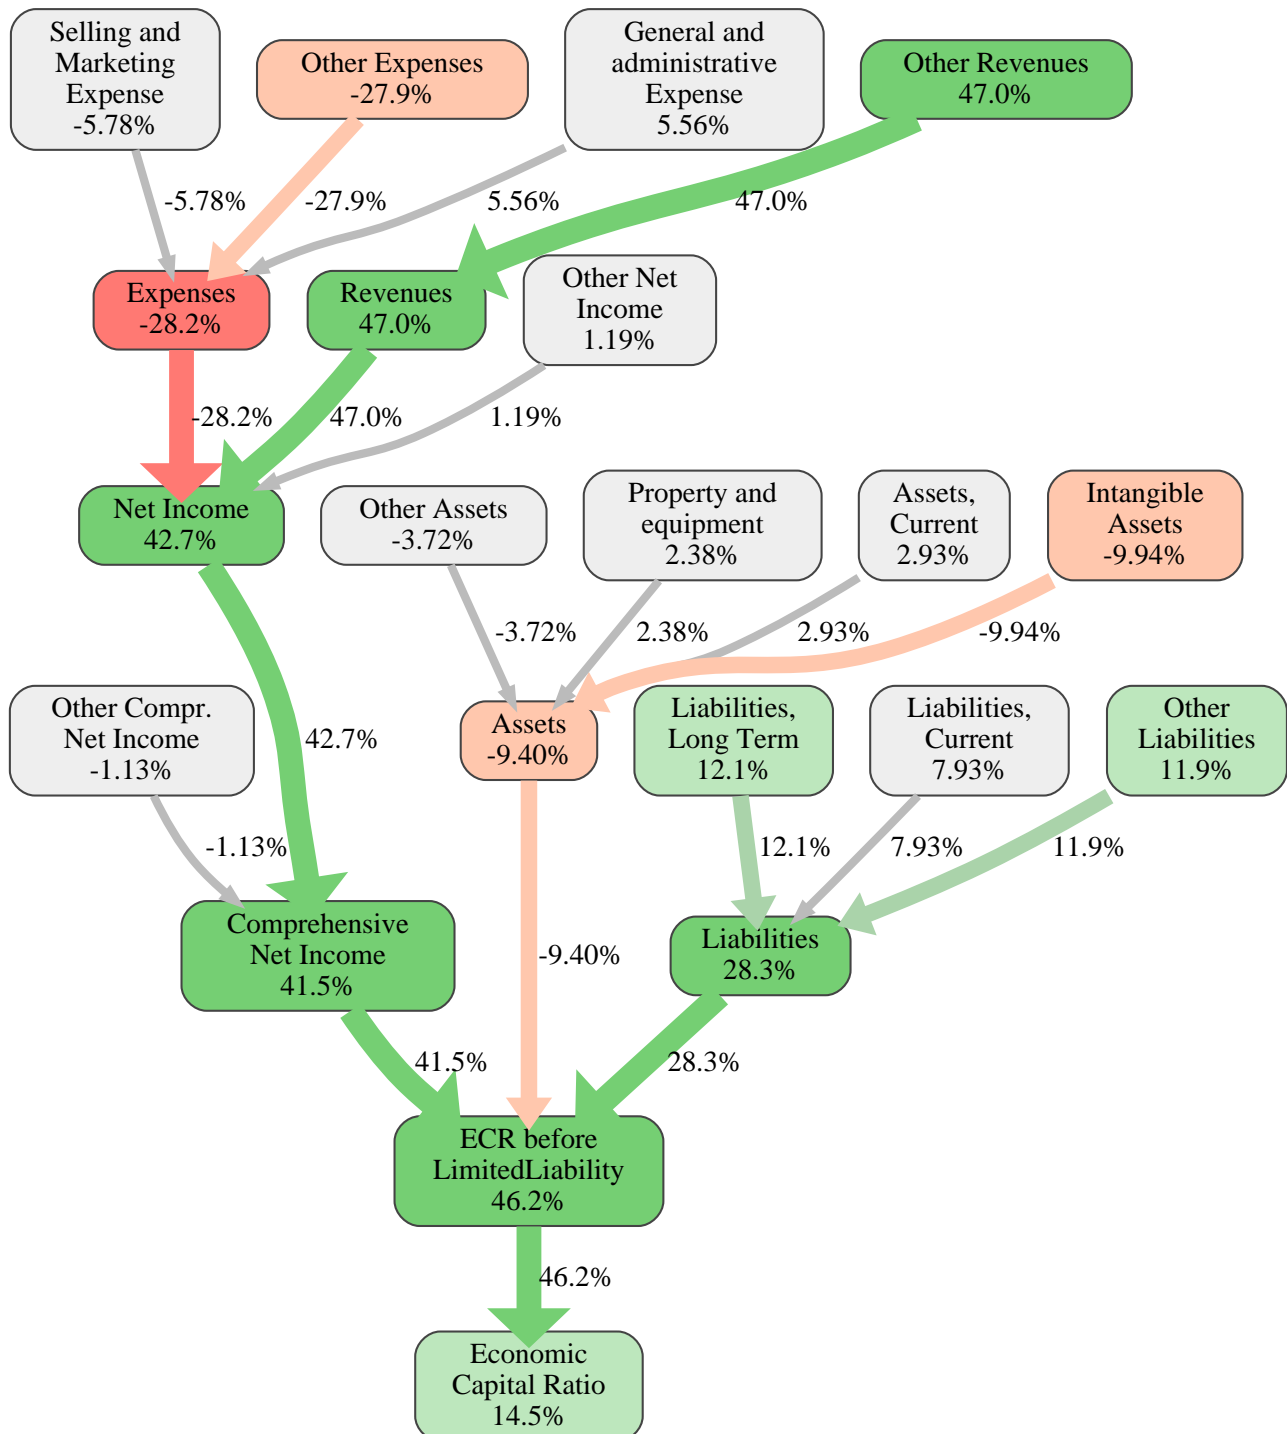 Selling and
Marketing
Expense
-5.78%
Other Expenses
-27.9%
General and
administrative
Expense
5.56%
Other Revenues
47.0%
-5.78%
-27.9%
5.56%
47.0%
Expenses
-28.2%
Revenues
47.0%
Other Net
Income
1.19%
-28.2%
47.0%
1.19%
Net Income
42.7%
Other Assets
-3.72%
Property and
equipment
2.38%
Assets,
Current
2.93%
Intangible
Assets
-9.94%
-3.72%
2.38%
2.93%
-9.94%
Other Compr.
Net Income
-1.13%
42.7%
Assets
-9.40%
Liabilities,
Long Term
12.1%
Liabilities,
Current
7.93%
Other
Liabilities
11.9%
-1.13%
12.1%
7.93%
11.9%
Comprehensive
Net Income
41.5%
-9.40%
Liabilities
28.3%
41.5%
28.3%
ECR before
LimitedLiability
46.2%
46.2%
Economic
Capital Ratio
14.5%